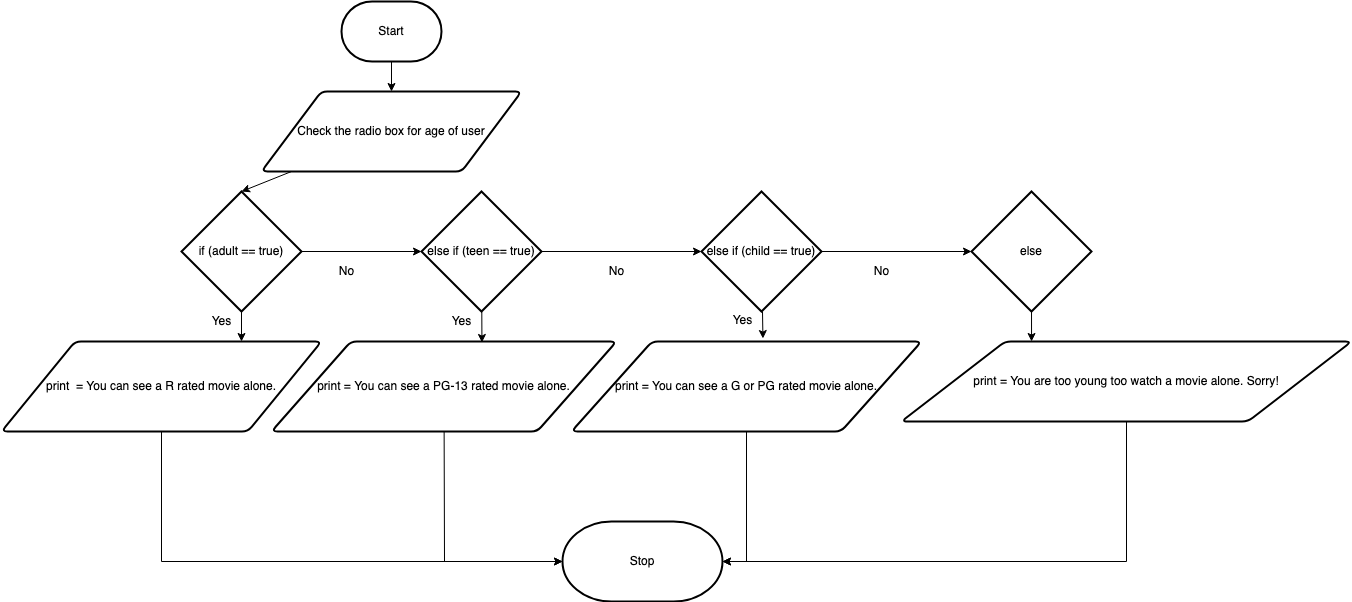 Start
Check the radio box for age of user
if (adult == true)
No
else if (teen == true)
No
else if (child == true)
No
else
Yes
Yes
Yes
print = You can see a R rated movie alone.
print = You can see a PG-13 rated movie alone.
print = You can see a G or PG rated movie alone.
print = You are too young too watch a movie alone. Sorry!
Stop